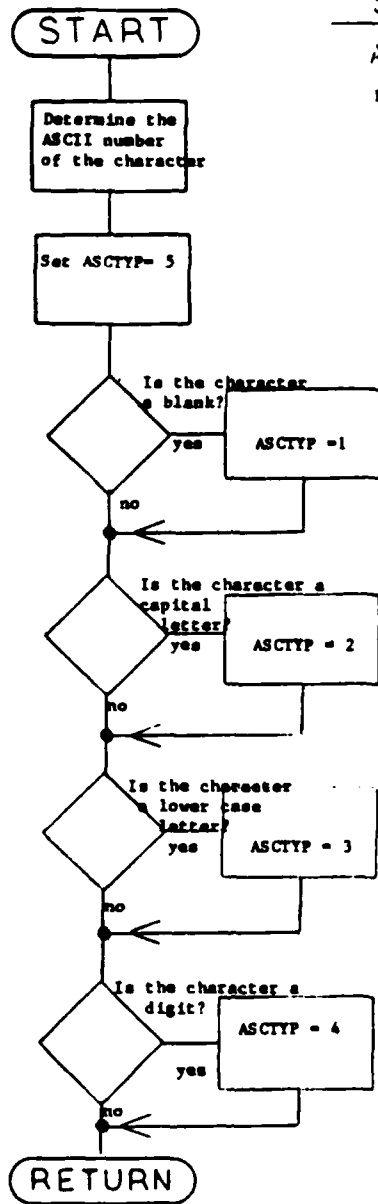 START
Determine the
ASCII number
of the character
Set ASCTYP= 5
Is the character
a blank?
yes
ASCTYP =1
no
Is the character a
capital
letter?
yes
ASCTYP = 2
no
Is the character
a lower case
letter?
yes
ASCTYP = 3
no
Is the character a
digit?
ASCTYP = 4
yes
no
RETURN